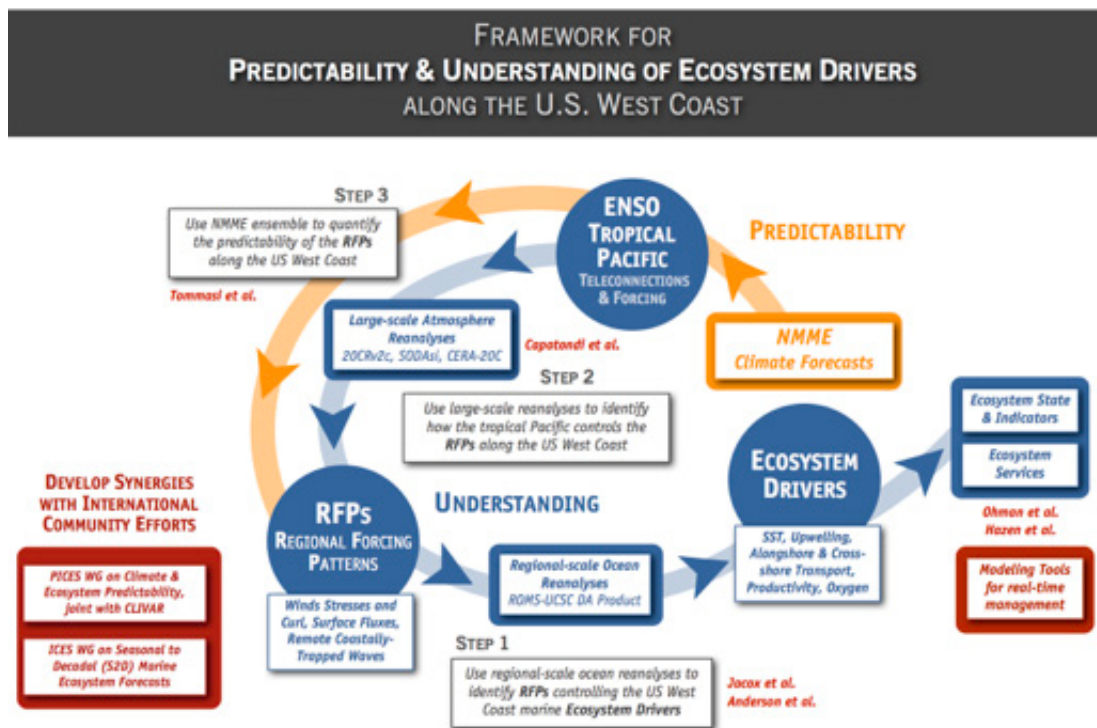 FRAMEWORK FOR
PREDICTABILITY & UNDERSTANDING OF ECOSYSTEM DRIVERS
ALONG THE U.S. WEST COAST
STEP 3
Use NMME ensemble to quantify
the predictability of the RFPs
along the US West Coast
Tommasi et al.
ENSO
TROPICAL
PACIFIC
TELECONNECTIONS
& FORCING
PREDICTABILITY
NMME
Climate Forecasts
Large-scale Atmosphere
Reanalyses
20CRv2c, SODAsi, CERA-20C
Capotondi et al.
STEP 2
Use large-scale reanalyses to identify
how the tropical Pacific controls the
RFPs along the US West Coast
Ecosystem State
& Indicators
Ecosystem
Services
Ohman et al.
Hazen et al.
Modeling Tools
for real-time
management
ECOSYSTEM
DRIVERS
SST, Upwelling,
Alongshore & Cross-
shore Transport,
Productivity, Oxygen
UNDERSTANDING
RFPs
REGIONAL FORCING
PATTERNS
Winds Stresses and
Curl, Surface Fluxes,
Remote Coastally-
Trapped Waves
Regional-scale Ocean
Reanalyses
ROMS-UCSC DA Product
STEP 1
Use regional-scale ocean reanalyses to
identify RFPs controlling the US West
Coast marine Ecosystem Drivers
Jacox et al.
Anderson et al.
DEVELOP SYNERGIES
WITH INTERNATIONAL
COMMUNITY EFFORTS
PICES WG on Climate &
Ecosystem Predictability,
joint with CLIVAR
ICES WG on Seasonal to
Decadal (S2D) Marine
Ecosystem Forecasts